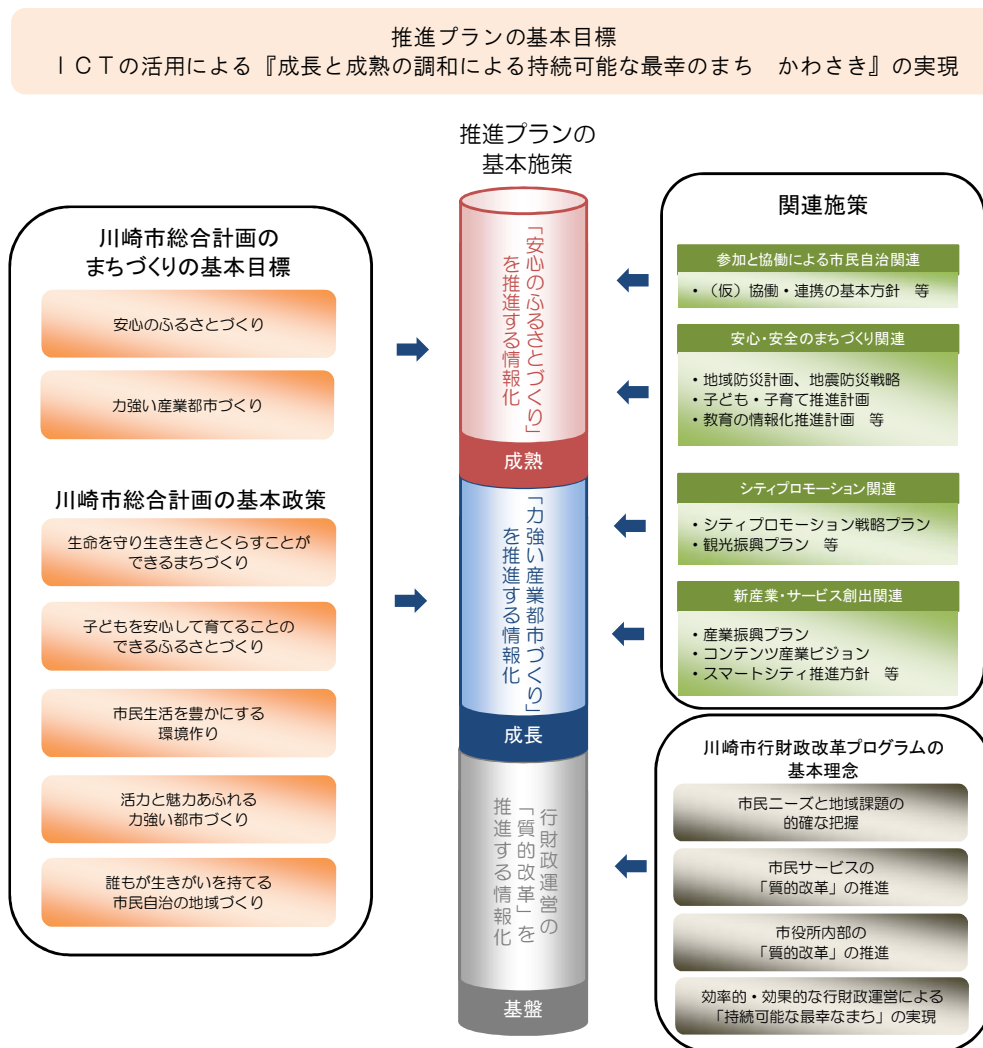 推進プランの基本目標
ＩＣＴの活用による『成長と成熟の調和による持続可能な最幸のまち　かわさき』の実現
川崎市総合計画の
まちづくりの基本目標
安心のふるさとづくり
力強い産業都市づくり
川崎市総合計画の基本政策
生命を守り生き生きとくらすことが
できるまちづくり
子どもを安心して育てることの
できるふるさとづくり
市民生活を豊かにする
環境作り
活力と魅力あふれる
力強い都市づくり
誰もが生きがいを持てる
市民自治の地域づくり
推進プランの
基本施策
「安心のふるさとづくり」
を推進する情報化
成熟
「力強い産業都市づくり」
を推進する情報化
成長
行財政運営の
「質的改革」を
推進する情報化
基盤
関連施策
参加と協働による市民自治関連
・（仮）協働・連携の基本方針　等
安心・安全のまちづくり関連
・地域防災計画、地震防災戦略
・子ども・子育て推進計画
・教育の情報化推進計画　等
シティプロモーション関連
・シティプロモーション戦略プラン
・観光振興プラン　等
新産業・サービス創出関連
・産業振興プラン
・コンテンツ産業ビジョン
・スマートシティ推進方針　等
川崎市行財政改革プログラムの
基本理念
市民ニーズと地域課題の
的確な把握
市民サービスの
「質的改革」の推進
市役所内部の
「質的改革」の推進
効率的・効果的な行財政運営による
「持続可能な最幸なまち」の実現